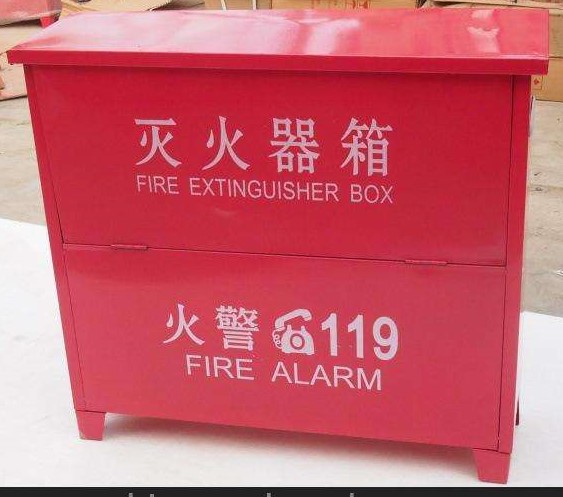 灭火器箱
FIRE EXTINGUISHER BOX
火警☎119
FIRE ALARM